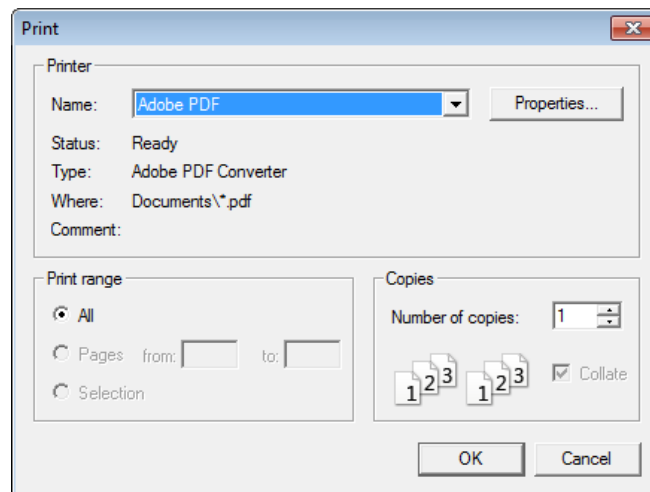 Print
Printer
Name: Adobe PDF Properties...
Status: Ready
Type: Adobe PDF Converter
Where: Documents\*.pdf
Comment:
Print range
All
Pages from: to:
Selection
Copies
Number of copies: 1
1 2 3 1 2 3 Collate
OK Cancel